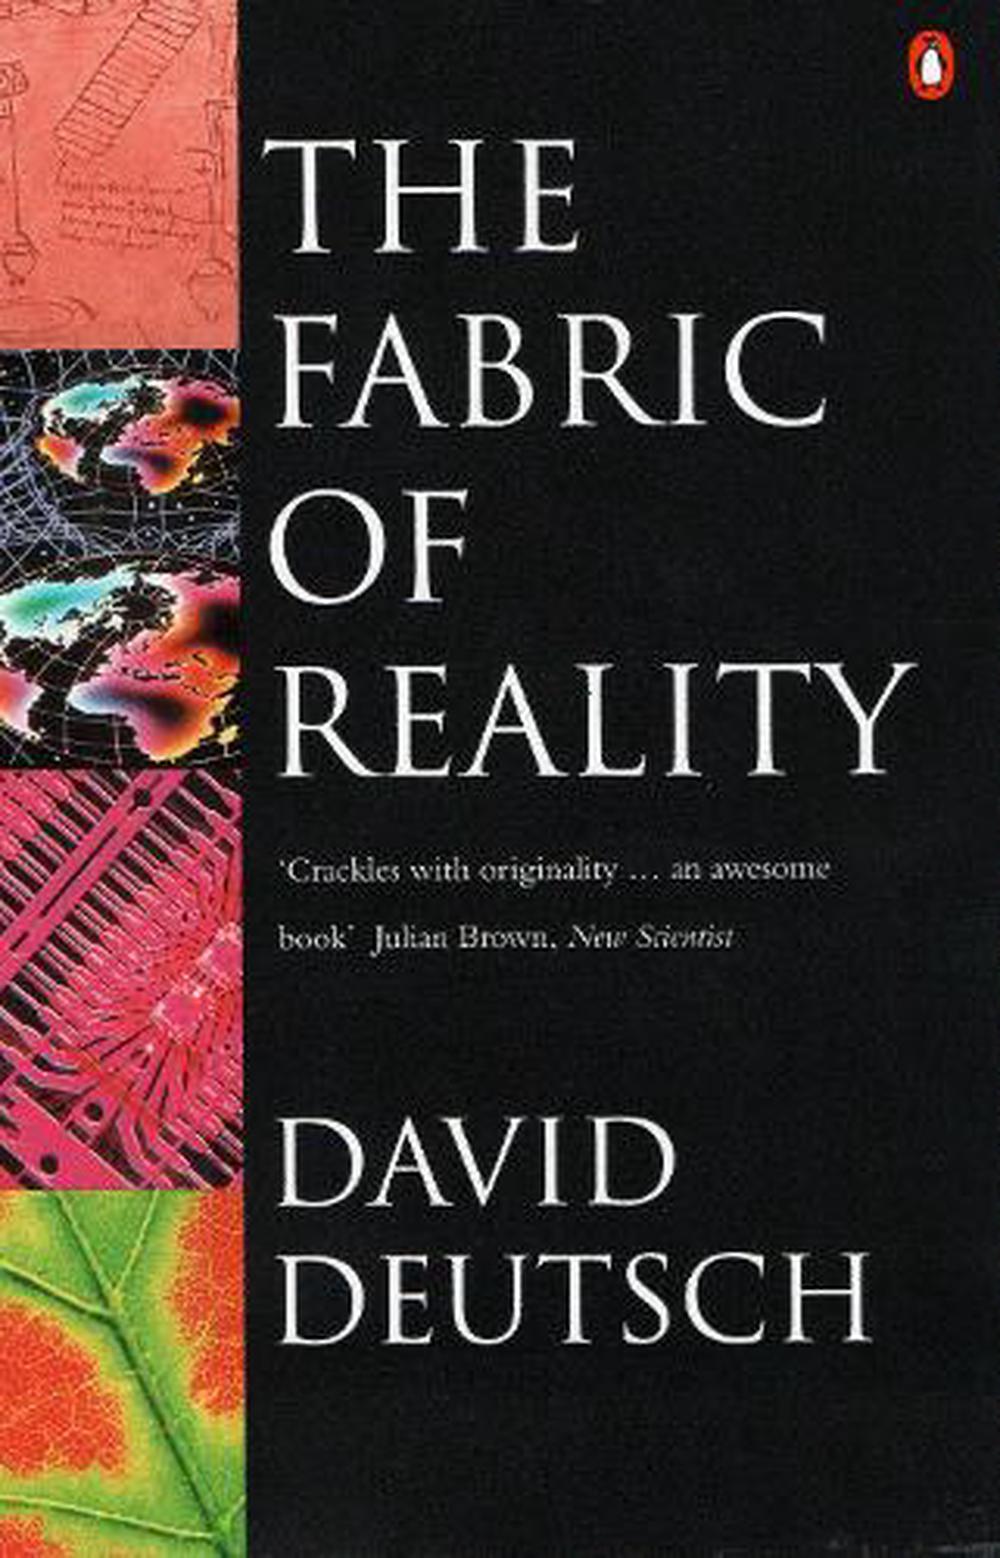 THE
FABRIC
OF
REALITY
‘Crackles with originality ... an awesome
book’ Julian Brown, New Scientist
DAVID
DEUTSCH